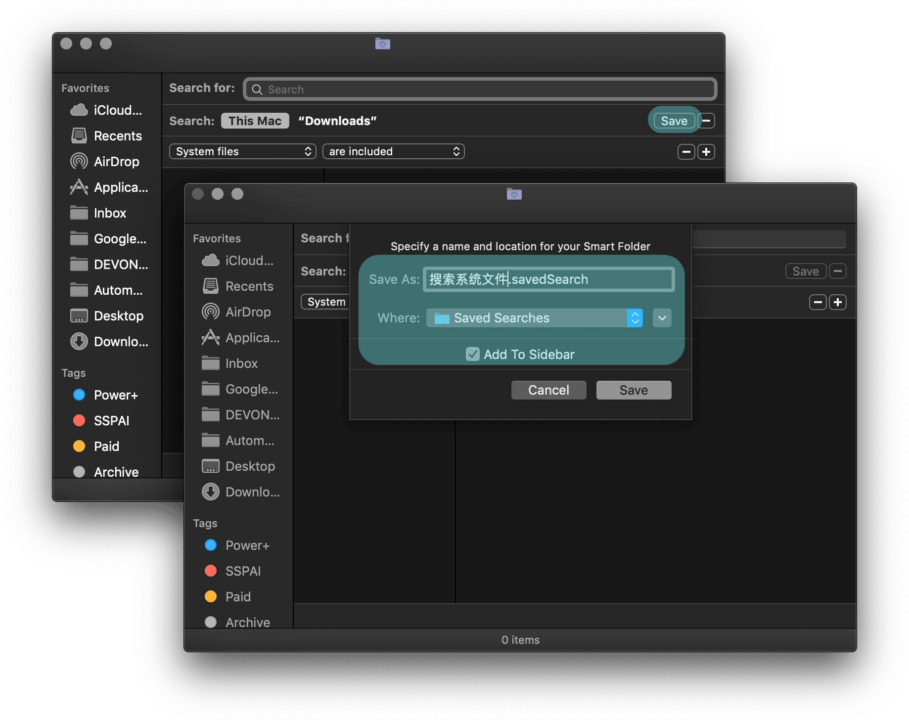 Favorites
iCloud...
Recents
AirDrop
Applica...
Inbox
Google...
DEVON...
Autom...
Desktop
Downlo...
Tags
Power+
SSPAI
Paid
Archive
Search for: Search
Search: This Mac “Downloads” Save
System files are included
Favorites
iCloud...
Recents
AirDrop
Applica...
Inbox
Google...
DEVON...
Autom...
Desktop
Downlo...
Tags
Power+
SSPAI
Paid
Archive
Search f
Search: Save
System
Specify a name and location for your Smart Folder
Save As: 搜索系统文件.savedSearch
Where: Saved Searches
Add To Sidebar
Cancel Save
0 items